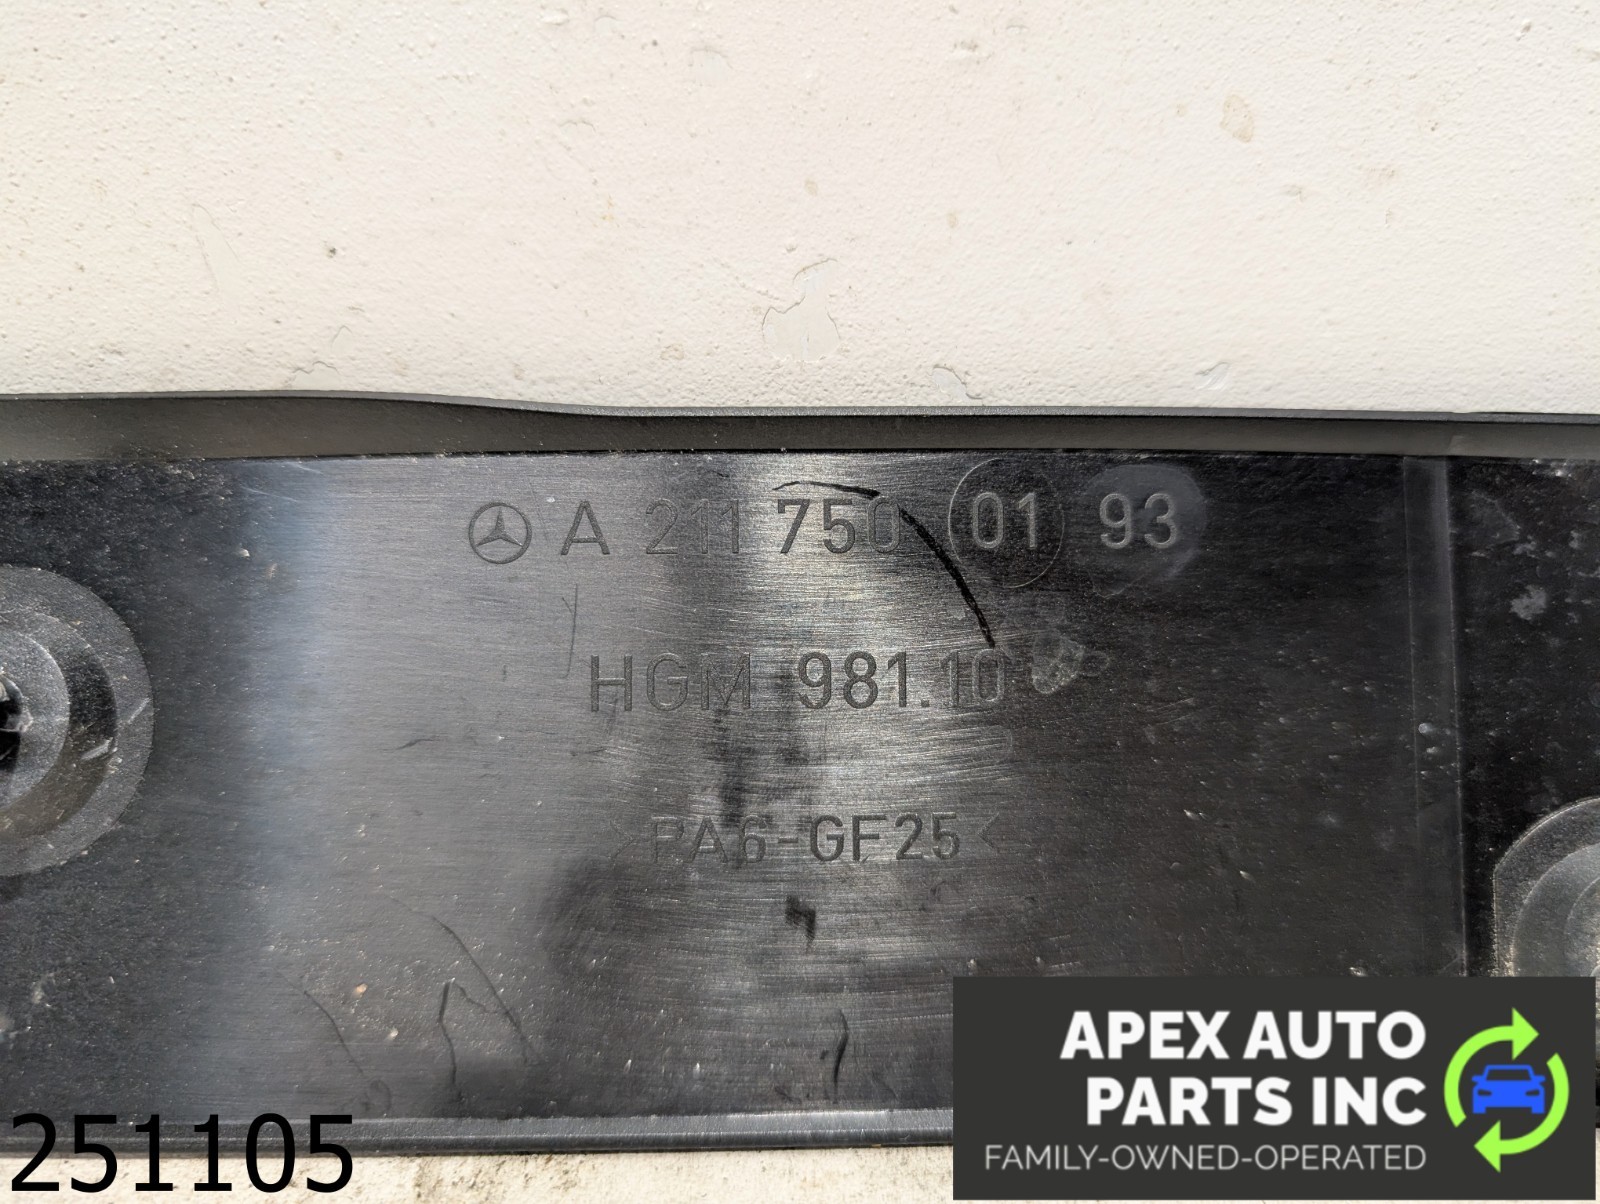 A 211 750 01 93
HGM 981.10
>PA6-GF25<
251105
APEX AUTO
PARTS INC
FAMILY-OWNED-OPERATED